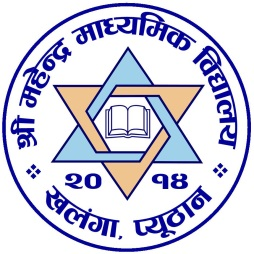 श्री महेन्द्र माध्यमिक विद्यालय
२० १४
खलंगा, प्यूठान